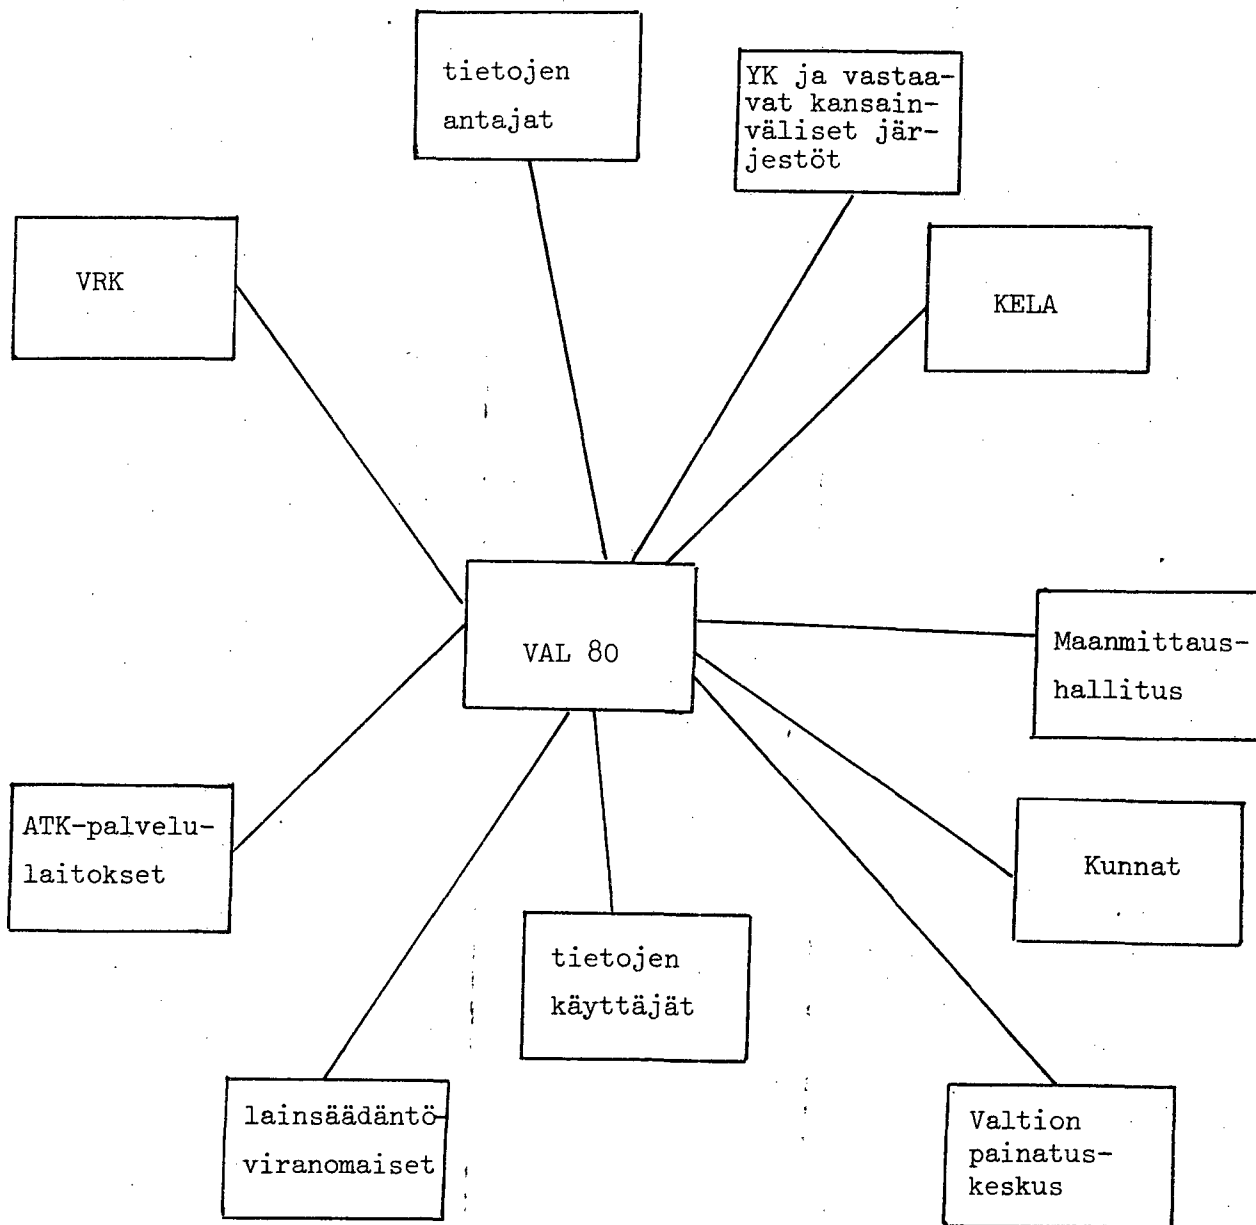 tietojen
antajat
YK ja vastaa-
vat kansain-
väliset jär-
jestöt
VRK
KELA
VAL 80
Maanmittaus-
hallitus
ATK-palvelu-
laitokset
Kunnat
tietojen
käyttäjät
lainsäädäntö-
viranomaiset
Valtion
painatus-
keskus